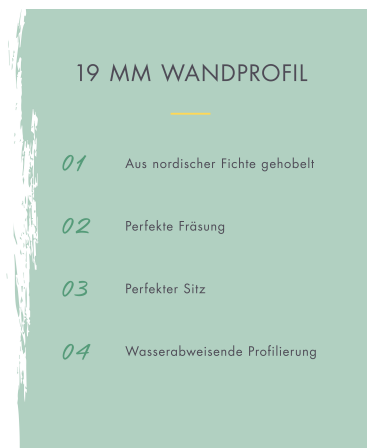 19 MM WANDPROFIL
01 Aus nordischer Fichte gehobelt
02 Perfekte Fräsung
03 Perfekter Sitz
04 Wasserabweisende Profilierung